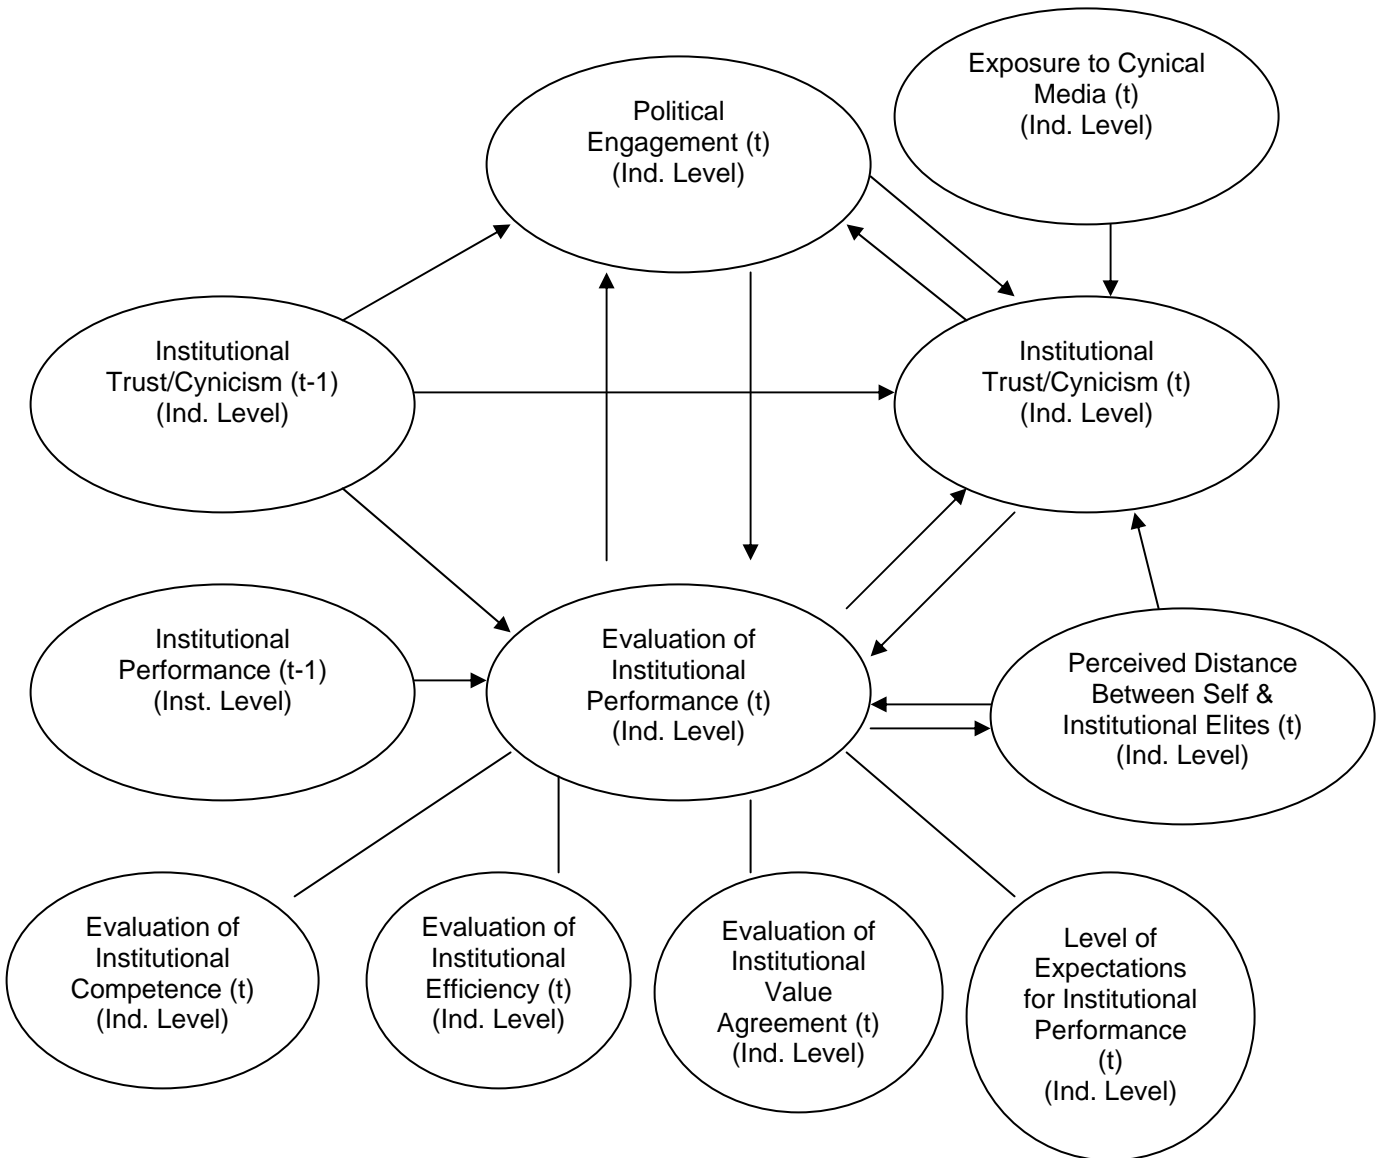 Exposure to Cynical
Media (t)
(Ind. Level)
Political
Engagement (t)
(Ind. Level)
Institutional
Trust/Cynicism (t-1)
(Ind. Level)
Institutional
Trust/Cynicism (t)
(Ind. Level)
Institutional
Performance (t-1)
(Inst. Level)
Evaluation of
Institutional
Performance (t)
(Ind. Level)
Perceived Distance
Between Self &
Institutional Elites (t)
(Ind. Level)
Evaluation of
Institutional
Competence (t)
(Ind. Level)
Evaluation of
Institutional
Efficiency (t)
(Ind. Level)
Evaluation of
Institutional
Value
Agreement (t)
(Ind. Level)
Level of
Expectations
for Institutional
Performance
(t)
(Ind. Level)